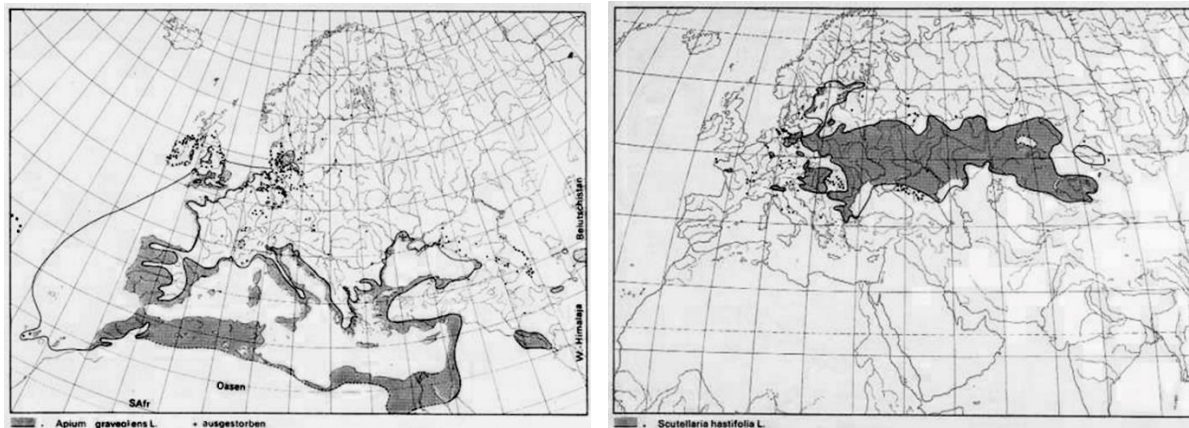 Belutschistan
W.-Himalaja
Oasen
SAfr
. Apium graveolens L. + ausgestorben
. Scutellaria hastifolia L.